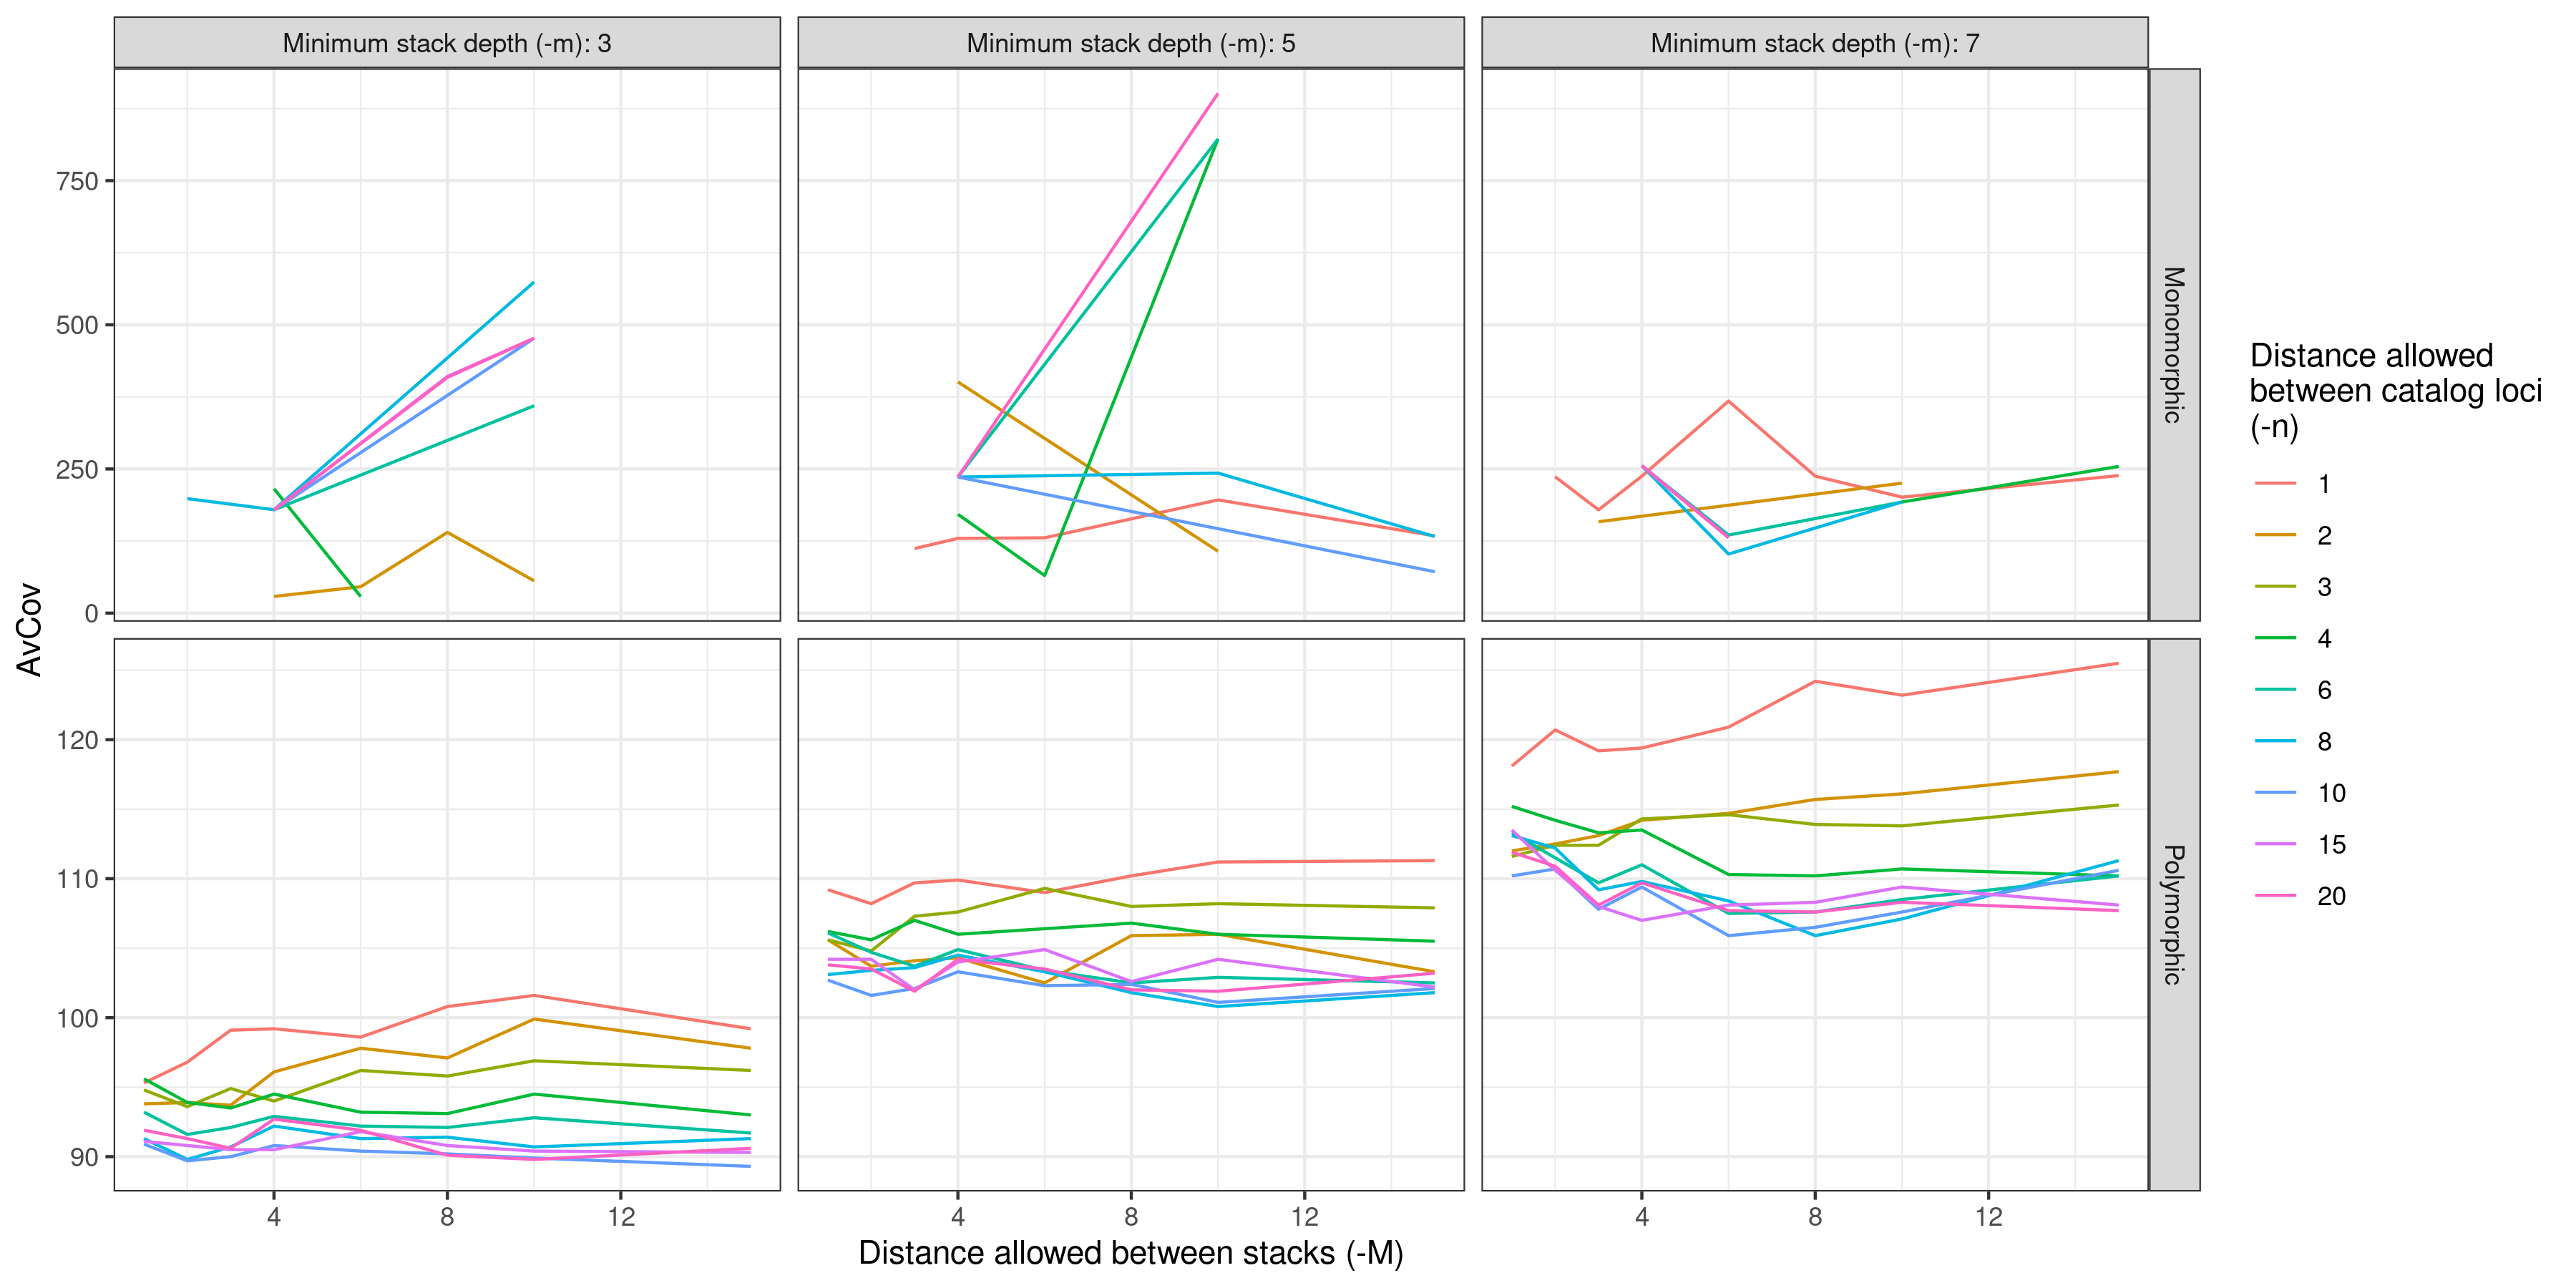 Minimum stack depth (-m): 3
Minimum stack depth (-m): 5
Minimum stack depth (-m): 7
750
500
250
0
Monomorphic
AvCov
120
110
100
90
Polymorphic
4
8
12
4
8
12
4
8
12
Distance allowed between stacks (-M)
Distance allowed
between catalog loci
(-n)
1
2
3
4
6
8
10
15
20